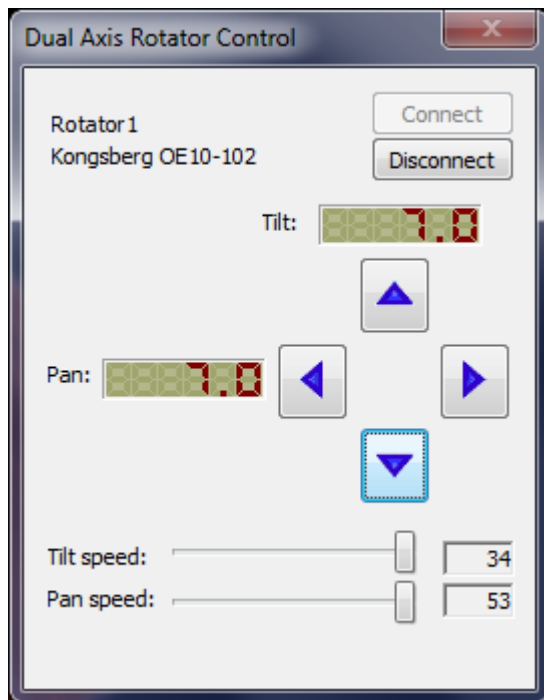 Dual Axis Rotator Control
Rotator1
Connect
Kongsberg OE10-102
Disconnect
Tilt: 7.0
Pan: 7.0
Tilt speed: 34
Pan speed: 53